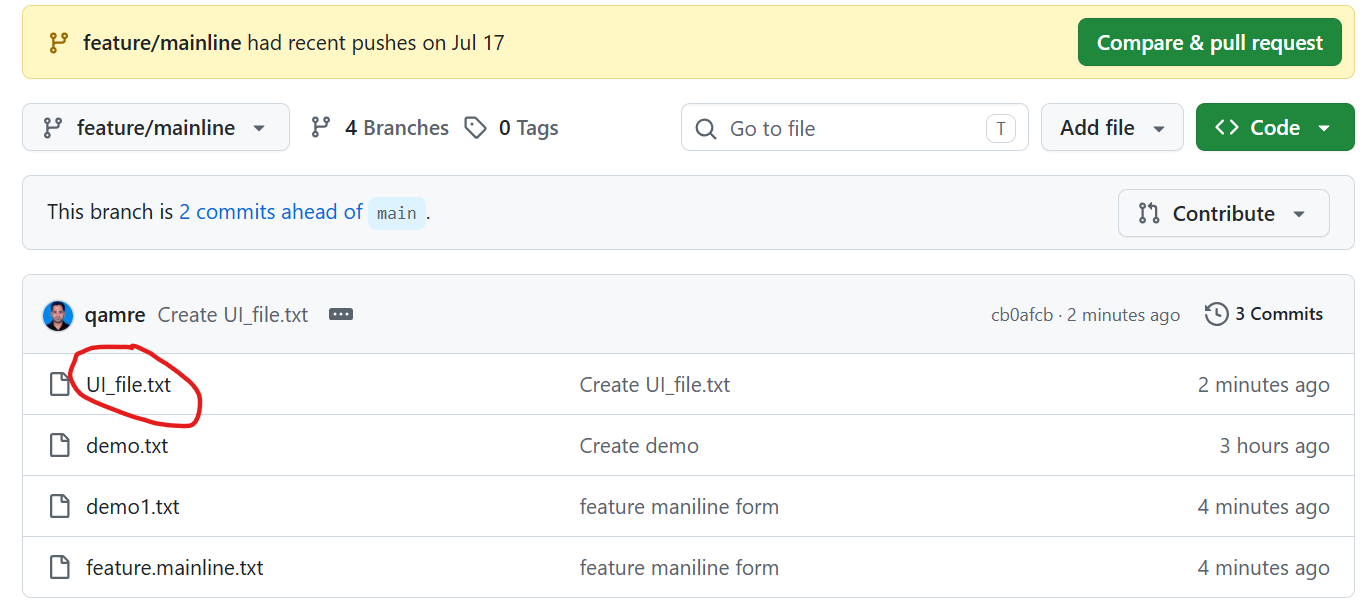 feature/mainline had recent pushes on Jul 17 Compare & pull request
feature/mainline 4 Branches 0 Tags Go to file T Add file Code
This branch is 2 commits ahead of main . Contribute
qamre Create UI_file.txt cb0afcb · 2 minutes ago 3 Commits
UI_file.txt Create UI_file.txt 2 minutes ago
demo.txt Create demo 3 hours ago
demo1.txt feature maniline form 4 minutes ago
feature.mainline.txt feature maniline form 4 minutes ago